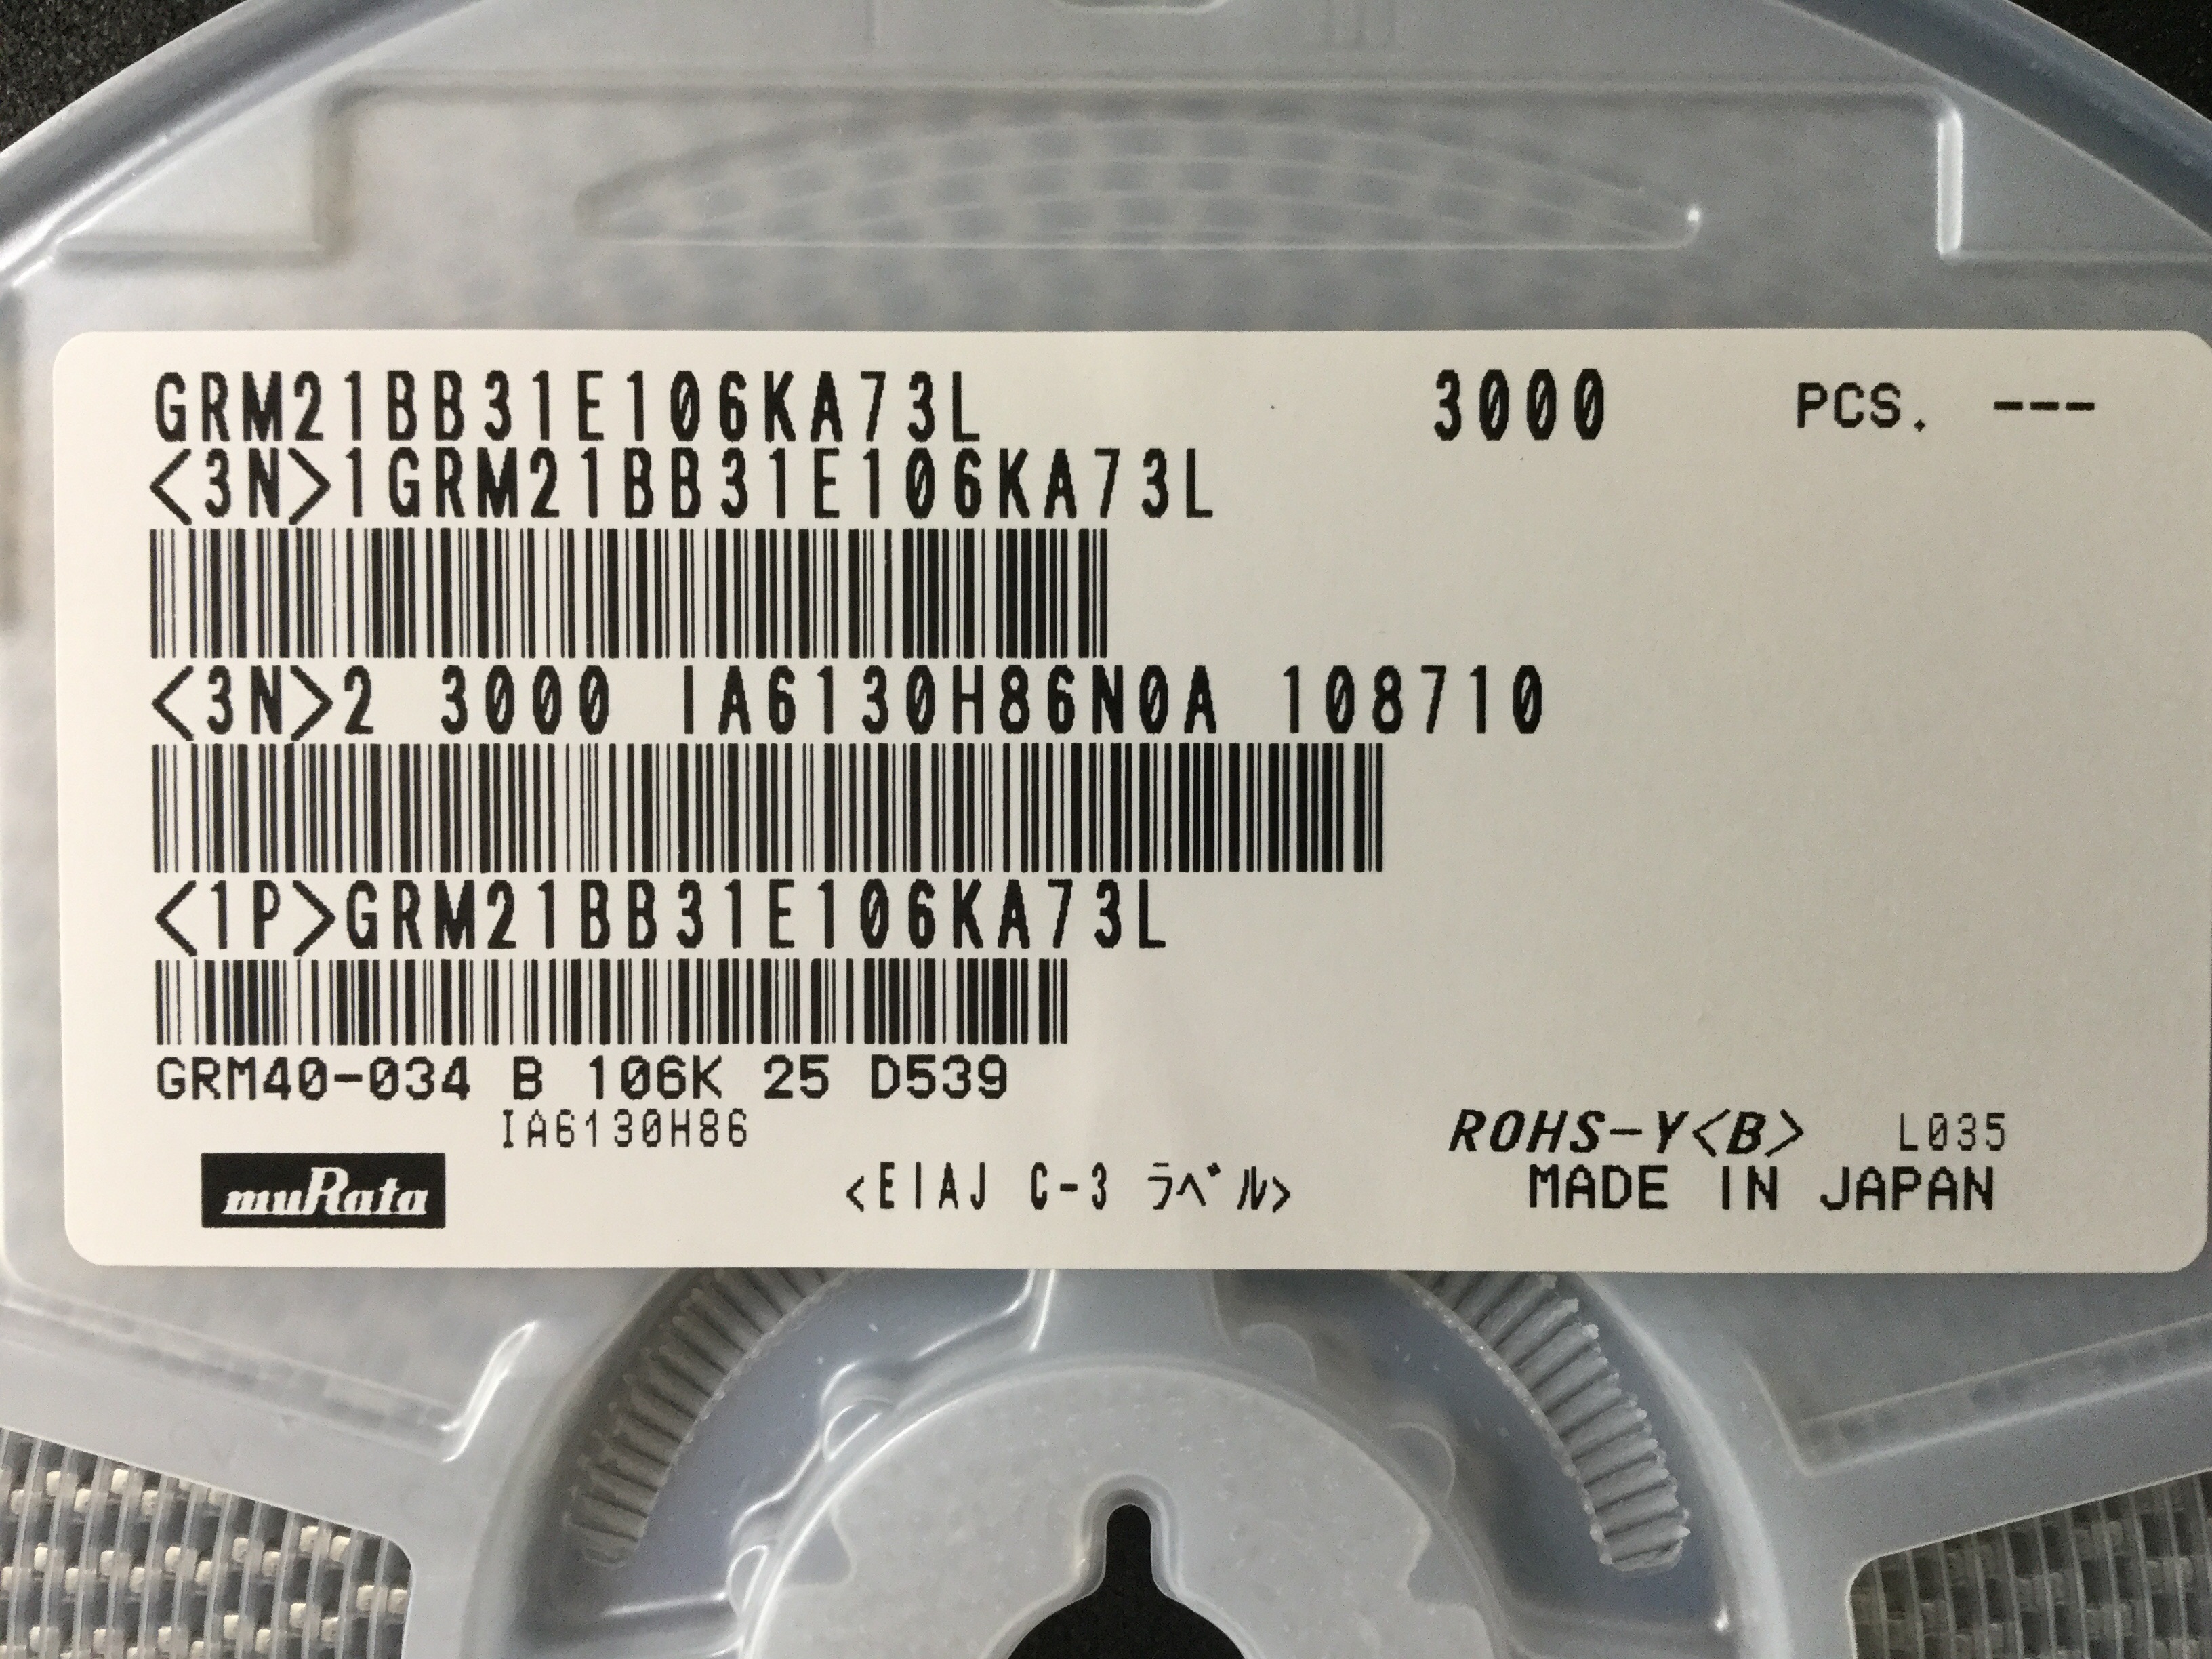 GRM21BB31E106KA73L 3000 PCS. ---
<3N>1GRM21BB31E106KA73L
<3N>2 3000 IA6130H86N0A 108710
<1P>GRM21BB31E106KA73L
GRM40-034 B 106K 25 D539
IA6130H86 ROHS-Y<B> L035
muRata <EIAJ C-3 ﾗﾍﾞﾙ> MADE IN JAPAN